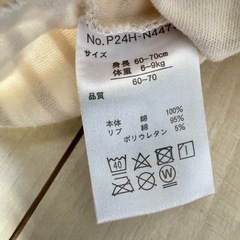 No.P24H-N447
サイズ
身長 60-70cm
体重 6-9kg
60-70
品質
本体 綿 100%
リブ 綿 95%
ポリウレタン 5%
40